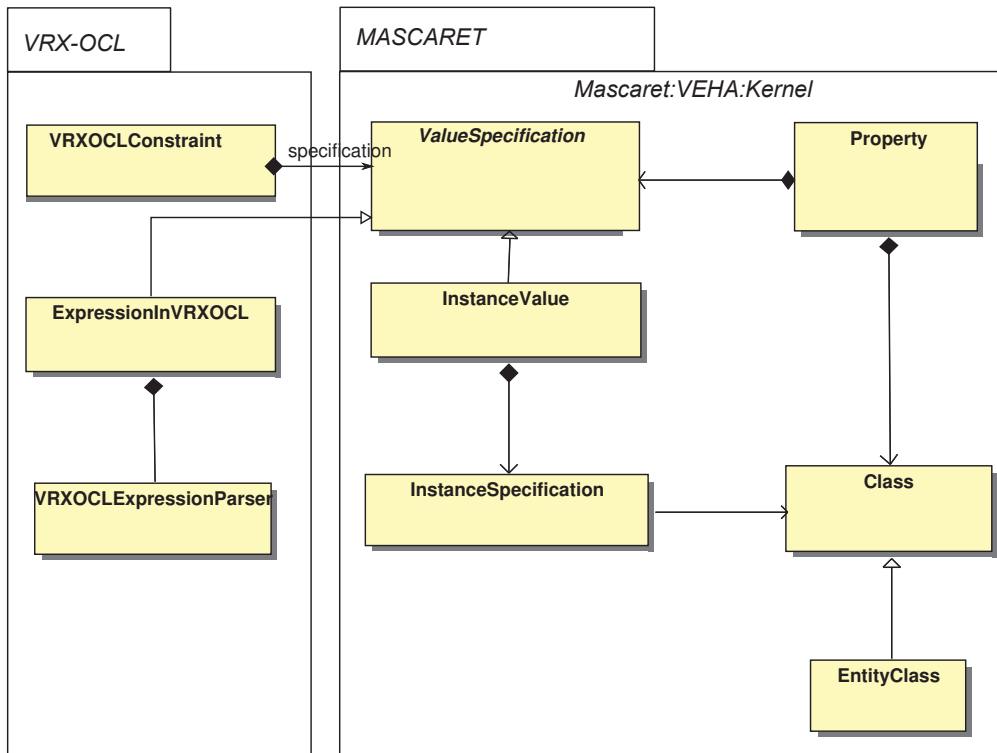 VRX-OCL
MASCARET
Mascaret:VEHA:Kernel
VRXOCLConstraint
specification
ValueSpecification
Property
ExpressionInVRXOCL
InstanceValue
VRXOCLExpressionParser
InstanceSpecification
Class
EntityClass